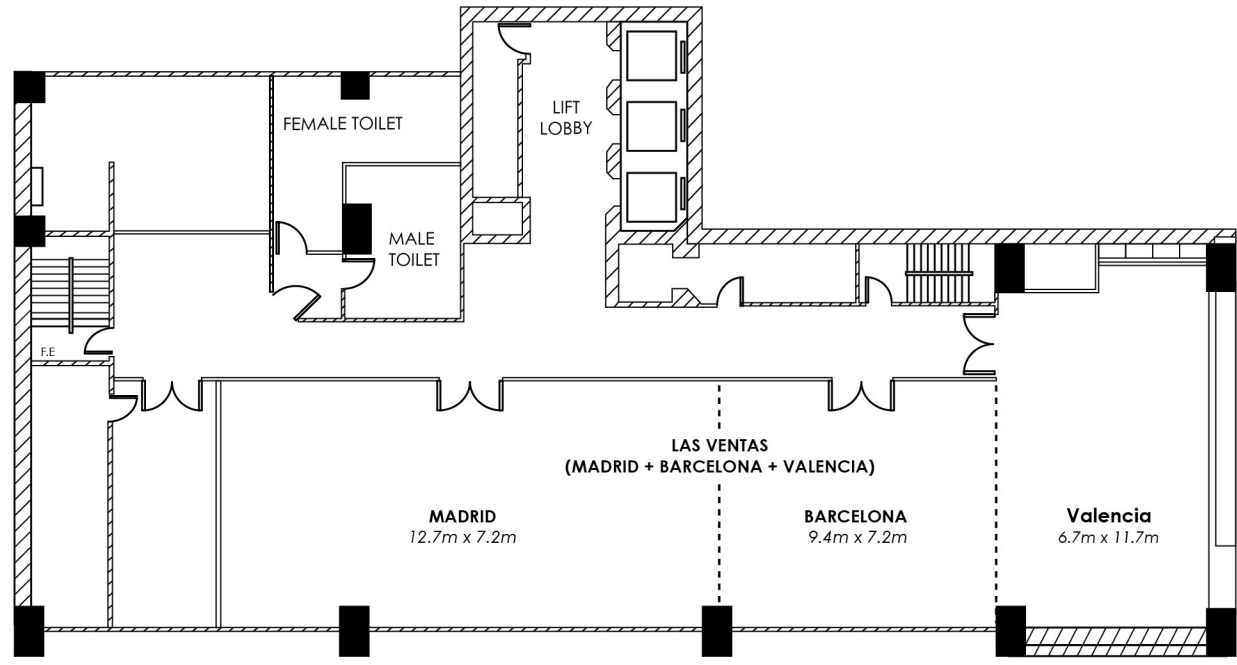 FEMALE TOILET
LIFT
LOBBY
MALE
TOILET
F.E
LAS VENTAS
(MADRID + BARCELONA + VALENCIA)
MADRID
12.7m x 7.2m
BARCELONA
9.4m x 7.2m
Valencia
6.7m x 11.7m